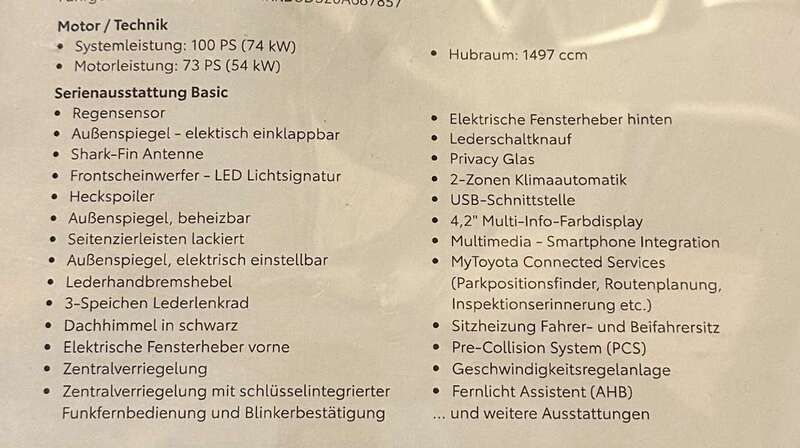 Motor / Technik
• Systemleistung: 100 PS (74 kW)
• Motorleistung: 73 PS (54 kW)
• Hubraum: 1497 ccm
Serienausstattung Basic
• Regensensor
• Außenspiegel - elektisch einklappbar
• Shark-Fin Antenne
• Frontscheinwerfer - LED Lichtsignatur
• Heckspoiler
• Außenspiegel, beheizbar
• Seitenzierleisten lackiert
• Außenspiegel, elektrisch einstellbar
• Lederhandbremshebel
• 3-Speichen Lederlenkrad
• Dachhimmel in schwarz
• Elektrische Fensterheber vorne
• Zentralverriegelung
• Zentralverriegelung mit schlüsselintegrierter
Funkfernbedienung und Blinkerbestätigung
• Elektrische Fensterheber hinten
• Lederschaltknauf
• Privacy Glas
• 2-Zonen Klimaautomatik
• USB-Schnittstelle
• 4,2" Multi-Info-Farbdisplay
• Multimedia - Smartphone Integration
• MyToyota Connected Services
(Parkpositionsfinder, Routenplanung,
Inspektionserinnerung etc.)
• Sitzheizung Fahrer- und Beifahrersitz
• Pre-Collision System (PCS)
• Geschwindigkeitsregelanlage
• Fernlicht Assistent (AHB)
... und weitere Ausstattungen